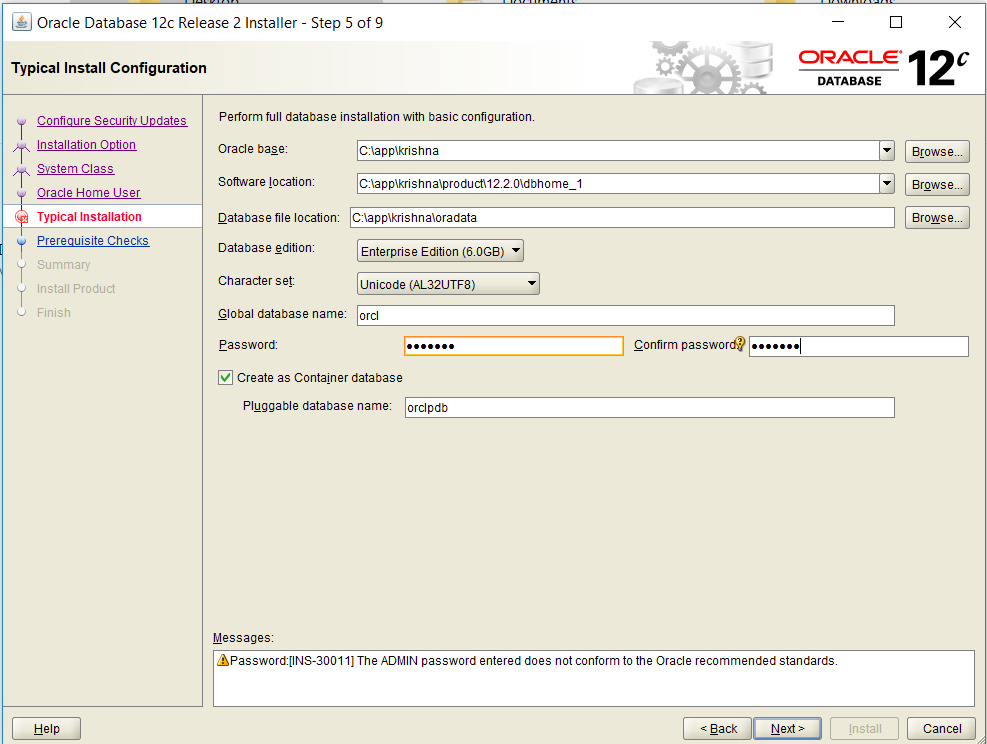 Oracle Database 12c Release 2 Installer - Step 5 of 9
Typical Install Configuration
ORACLE®
DATABASE
12c
Configure Security Updates
Installation Option
System Class
Oracle Home User
Typical Installation
Prerequisite Checks
Summary
Install Product
Finish
Perform full database installation with basic configuration.
Oracle base: C:\app\krishna Browse...
Software location: C:\app\krishna\product\12.2.0\dbhome_1 Browse...
Database file location: C:\app\krishna\oradata Browse...
Database edition: Enterprise Edition (6.0GB)
Character set: Unicode (AL32UTF8)
Global database name: orcl
Password: ••••••• Confirm password: •••••••
Create as Container database
Pluggable database name: orclpdb
Messages:
Password:[INS-30011] The ADMIN password entered does not conform to the Oracle recommended standards.
Help < Back Next > Install Cancel